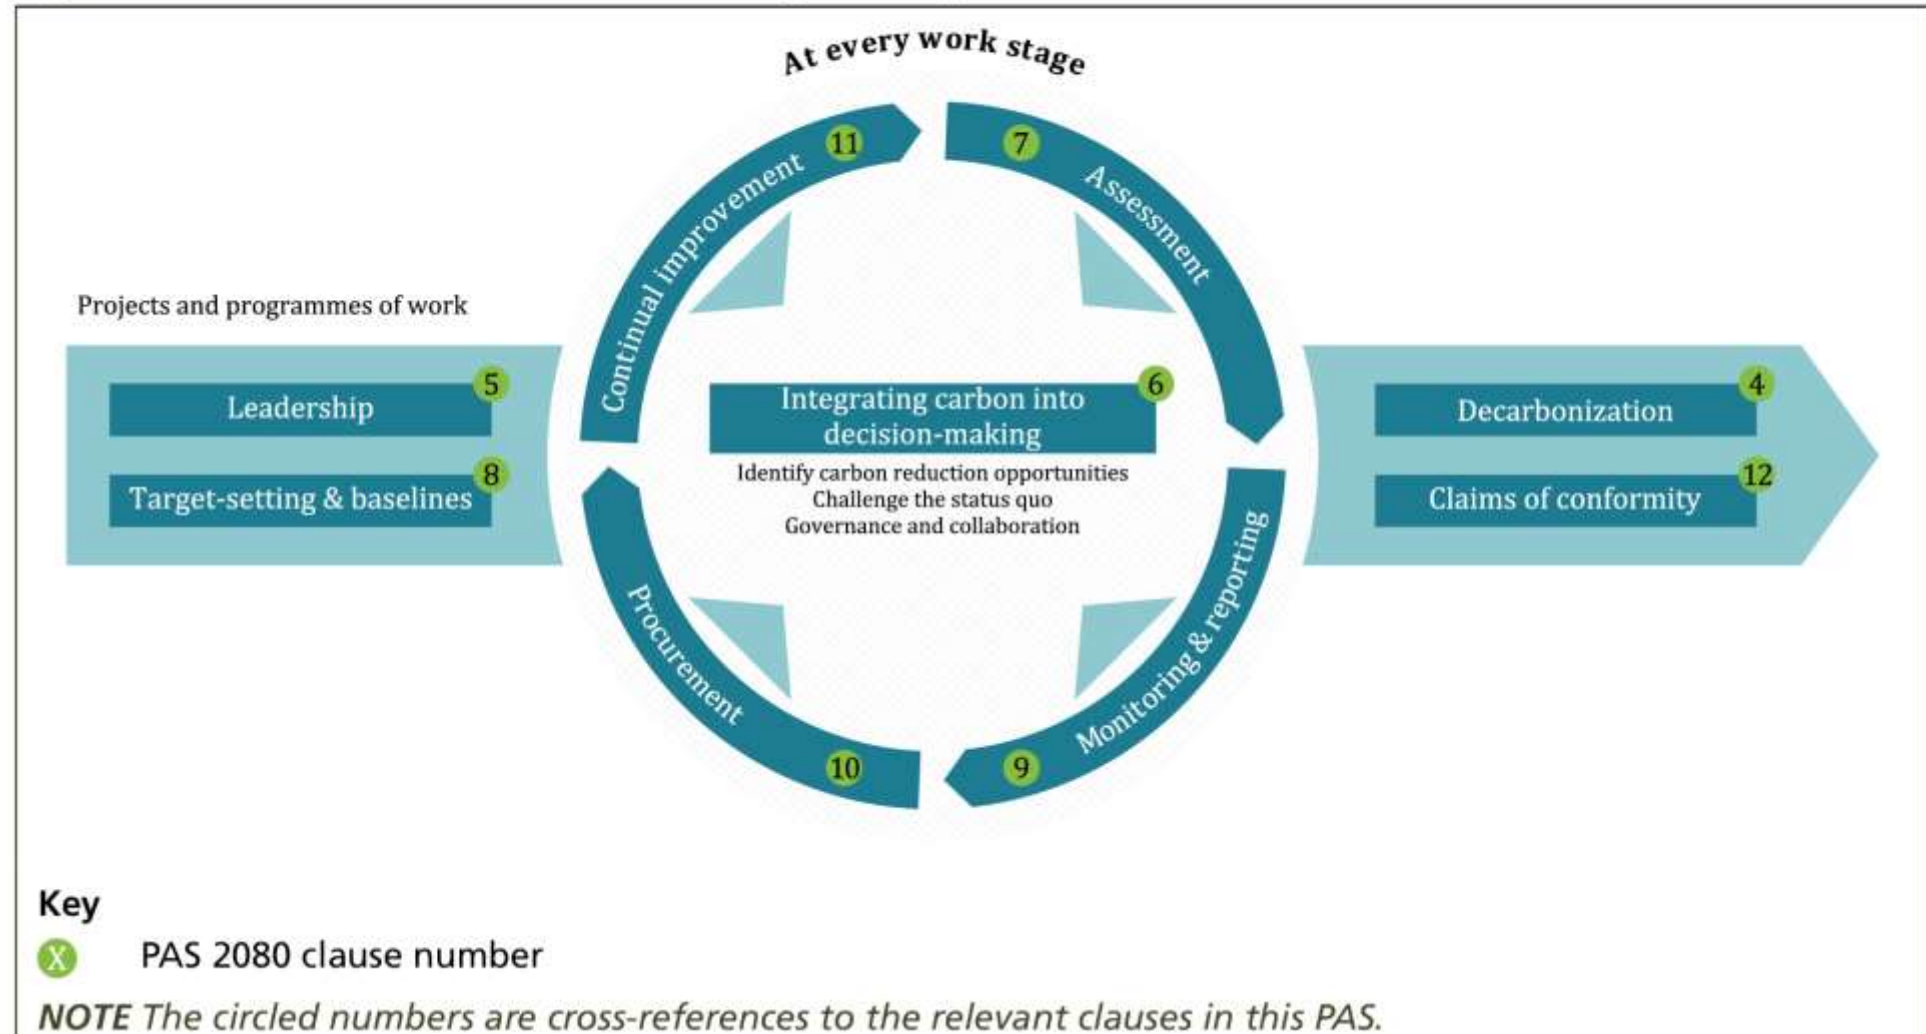 At every work stage
11
7
Continual improvement
Assessment
Projects and programmes of work
5
Leadership
8
Target-setting & baselines
6
Integrating carbon into
decision-making
Identify carbon reduction opportunities
Challenge the status quo
Governance and collaboration
4
Decarbonization
12
Claims of conformity
Procurement
10
Monitoring & reporting
9
Key
X PAS 2080 clause number
NOTE The circled numbers are cross-references to the relevant clauses in this PAS.